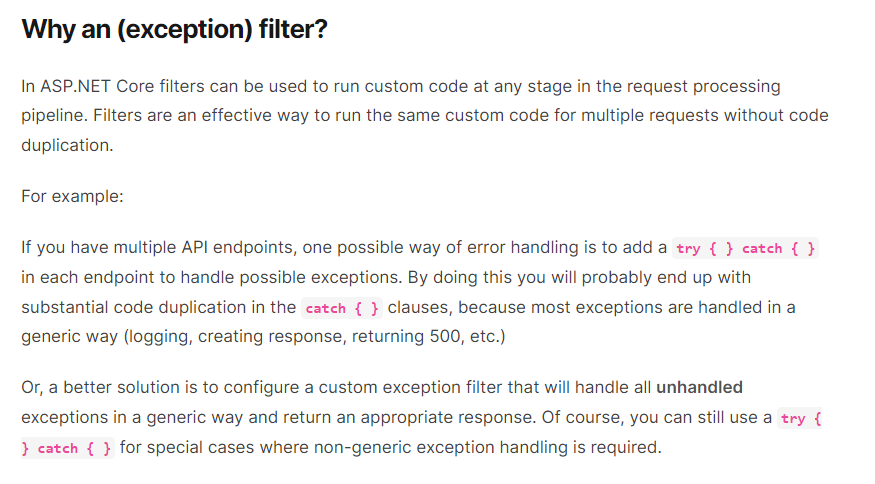 Why an (exception) filter?
In ASP.NET Core filters can be used to run custom code at any stage in the request processing
pipeline. Filters are an effective way to run the same custom code for multiple requests without code
duplication.
For example:
If you have multiple API endpoints, one possible way of error handling is to add a try { } catch { }
in each endpoint to handle possible exceptions. By doing this you will probably end up with
substantial code duplication in the catch { } clauses, because most exceptions are handled in a
generic way (logging, creating response, returning 500, etc.)
Or, a better solution is to configure a custom exception filter that will handle all unhandled
exceptions in a generic way and return an appropriate response. Of course, you can still use a try {
} catch { } for special cases where non-generic exception handling is required.